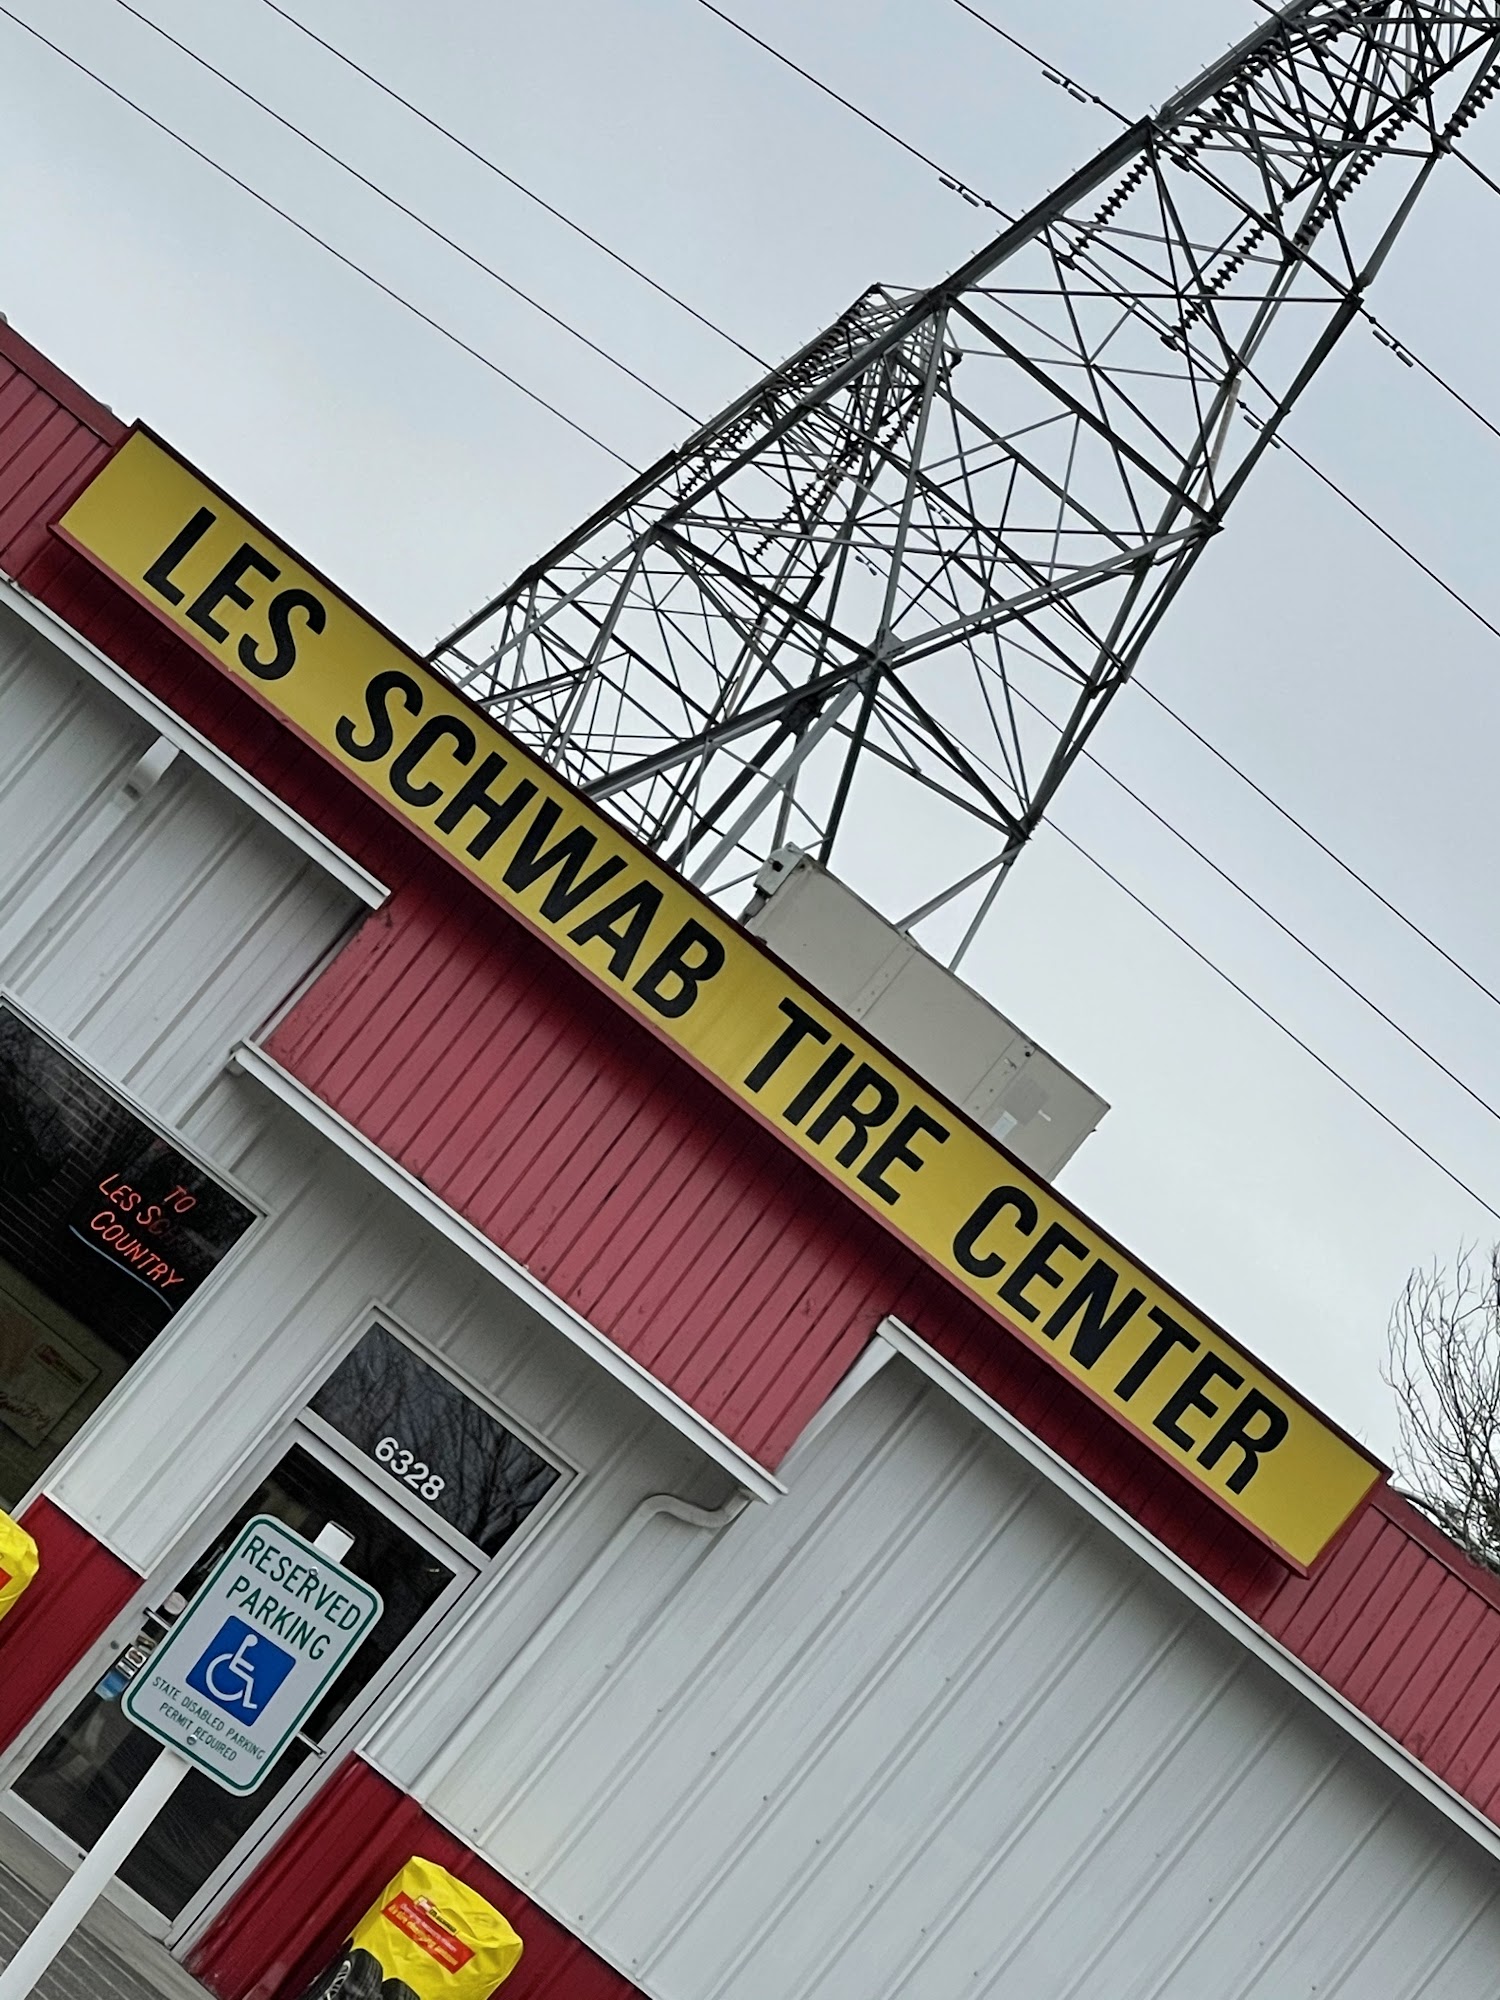 LES SCHWAB TIRE CENTER
TO
LES SC
COUNTRY
6328
RESERVED
PARKING
STATE DISABLED PARKING
PERMIT REQUIRED